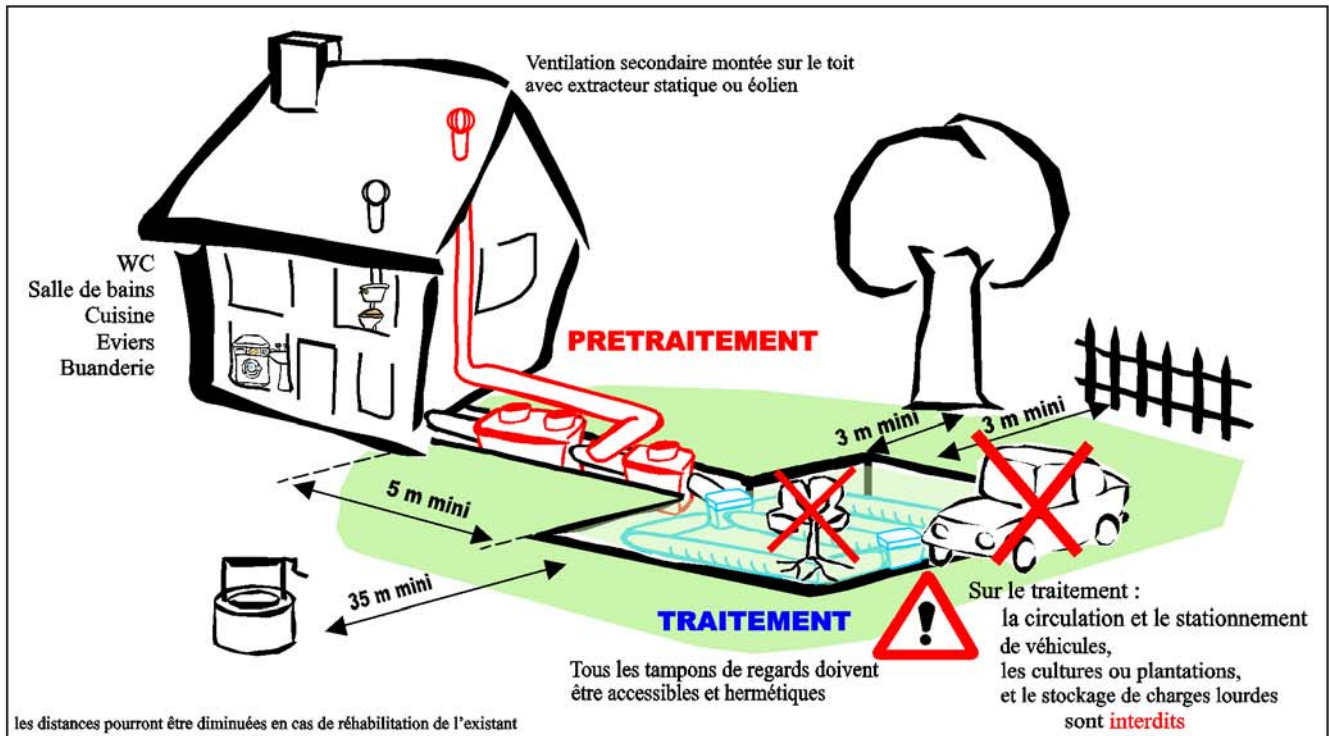 Ventilation secondaire montée sur le toit
avec extracteur statique ou éolien
WC
Salle de bains
Cuisine
Eviers
Buanderie
PRETRAITEMENT
3 m mini
3 m mini
5 m mini
35 m mini
TRAITEMENT
Tous les tampons de regards doivent
être accessibles et hermétiques
!
Sur le traitement :
la circulation et le stationnement
de véhicules,
les cultures ou plantations,
et le stockage de charges lourdes
sont interdits
les distances pourront être diminuées en cas de réhabilitation de l'existant